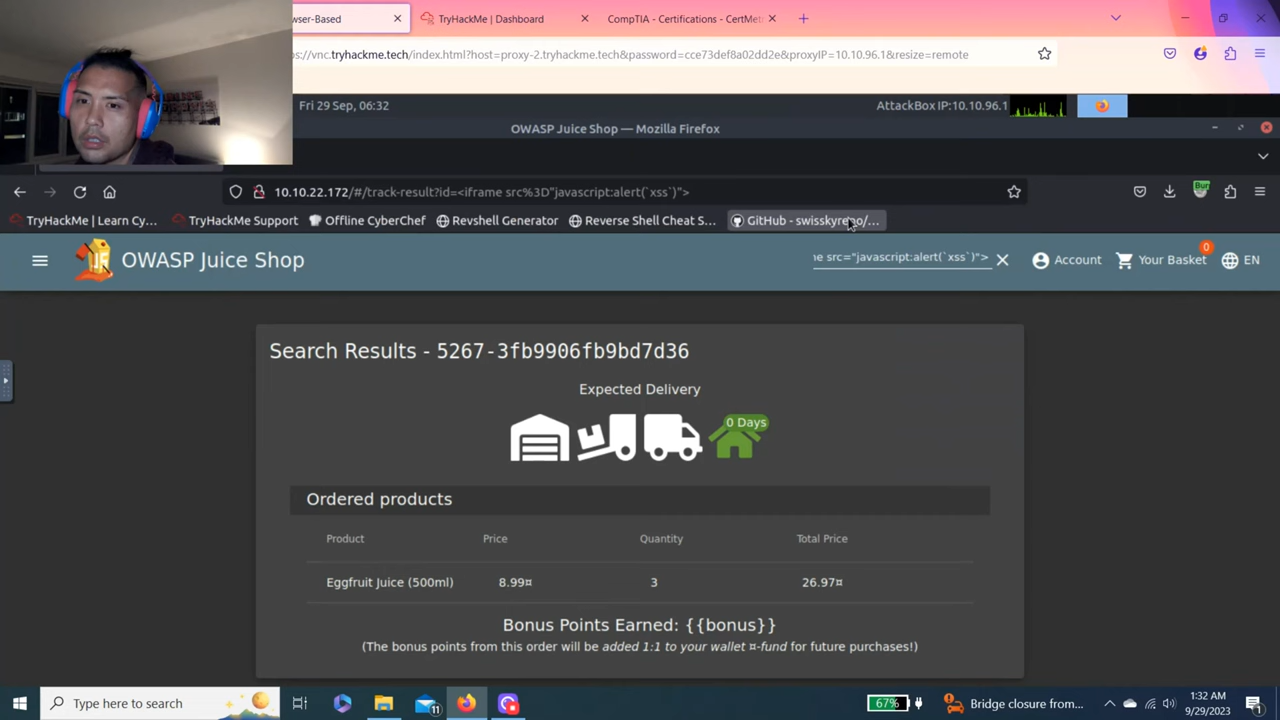 wser-Based
TryHackMe | Dashboard
CompTIA - Certifications - CertMet
ps://vnc.tryhackme.tech/index.html?host=proxy-2.tryhackme.tech&password=cce73def8a02dd2e&proxyIP=10.10.96.1&resize=remote
Fri 29 Sep, 06:32
AttackBox IP:10.10.96.1
OWASP Juice Shop — Mozilla Firefox
10.10.22.172/#/track-result?id=<iframe src%3D"javascript:alert(`xss`)">
Bur
TryHackMe | Learn Cy...
TryHackMe Support
Offline CyberChef
Revshell Generator
Reverse Shell Cheat S...
GitHub - swisskyrepo/...
OWASP Juice Shop
ne src="javascript:alert(`xss`)">
Account
0
Your Basket
EN
Search Results - 5267-3fb9906fb9bd7d36
Expected Delivery
0 Days
Ordered products
Product Price Quantity Total Price
Eggfruit Juice (500ml) 8.99¤ 3 26.97¤
Bonus Points Earned: {{bonus}}
(The bonus points from this order will be added 1:1 to your wallet ¤-fund for future purchases!)
Type here to search
11
67%
Bridge closure from...
1:32 AM
9/29/2023
1